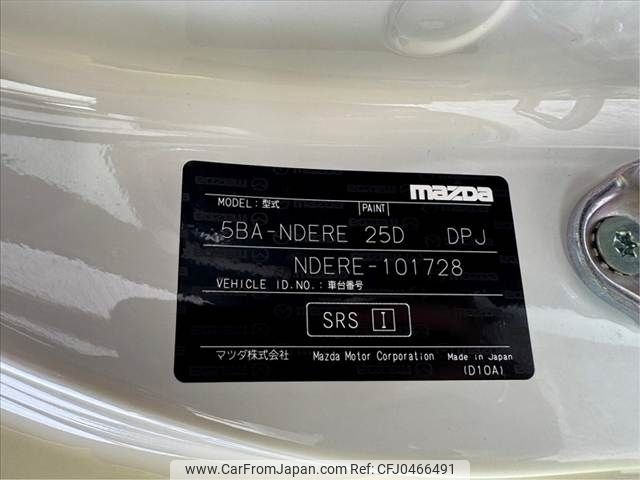 mazda
MODEL：型式 PAINT
5BA-NDERE 25D DPJ
NDERE-101728
VEHICLE ID.NO.：車台番号
SRS I
マツダ株式会社 Mazda Motor Corporation Made in Japan
(D10A)
www.CarFromJapan.com | REF:CFJ40466491